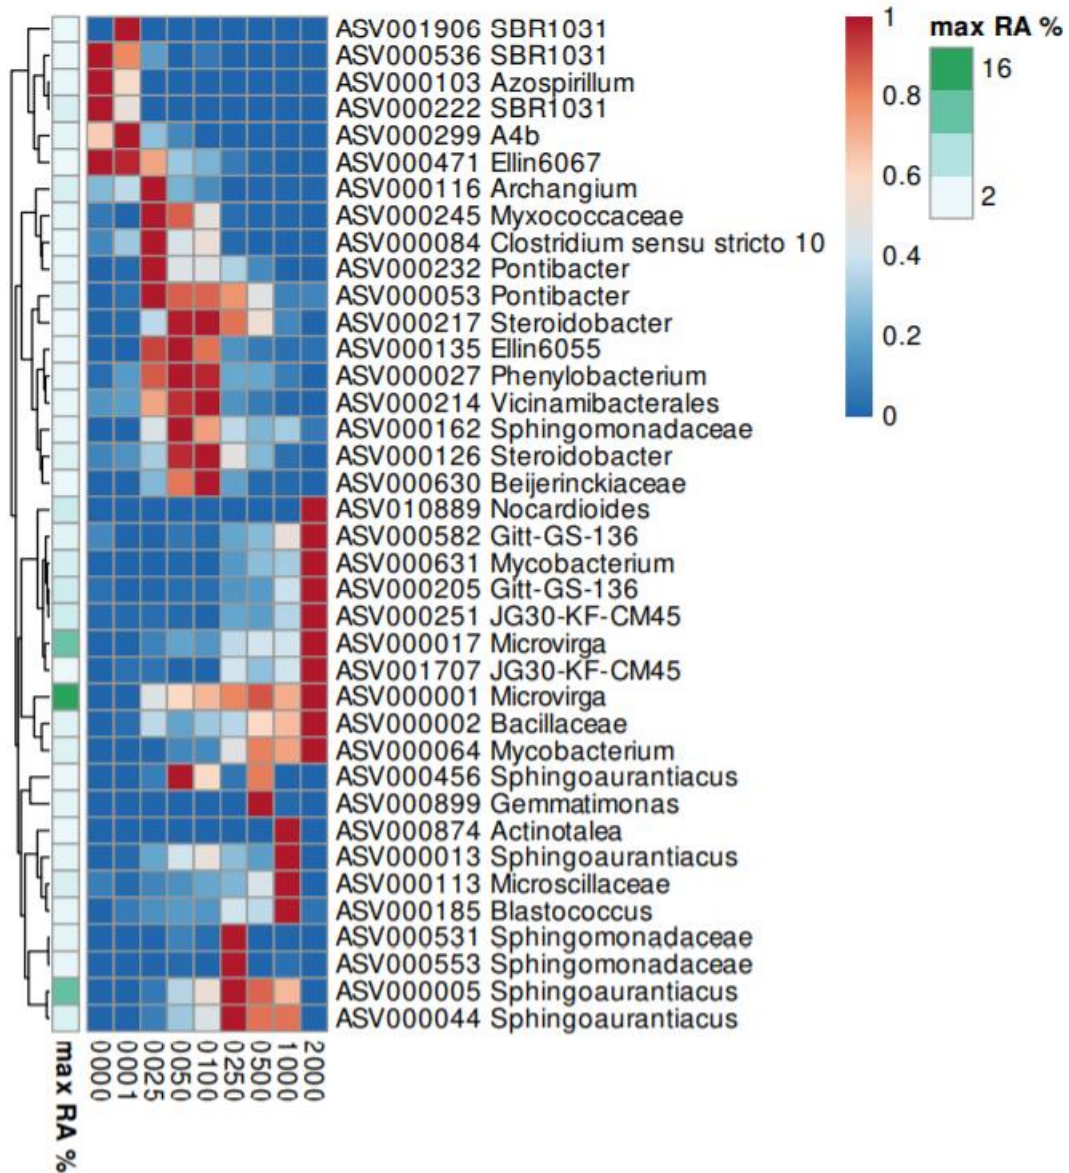 ASV001906 SBR1031
ASV000536 SBR1031
ASV000103 Azospirillum
ASV000222 SBR1031
ASV000299 A4b
ASV000471 Ellin6067
ASV000116 Archangium
ASV000245 Myxococcaceae
ASV000084 Clostridium sensu stricto 10
ASV000232 Pontibacter
ASV000053 Pontibacter
ASV000217 Steroidobacter
ASV000135 Ellin6055
ASV000027 Phenylobacterium
ASV000214 Vicinamibacterales
ASV000162 Sphingomonadaceae
ASV000126 Steroidobacter
ASV000630 Beijerinckiaceae
ASV010889 Nocardioides
ASV000582 Gitt-GS-136
ASV000631 Mycobacterium
ASV000205 Gitt-GS-136
ASV000251 JG30-KF-CM45
ASV000017 Microvirga
ASV001707 JG30-KF-CM45
ASV000001 Microvirga
ASV000002 Bacillaceae
ASV000064 Mycobacterium
ASV000456 Sphingoaurantiacus
ASV000899 Gemmatimonas
ASV000874 Actinotalea
ASV000013 Sphingoaurantiacus
ASV000113 Microscillaceae
ASV000185 Blastococcus
ASV000531 Sphingomonadaceae
ASV000553 Sphingomonadaceae
ASV000005 Sphingoaurantiacus
ASV000044 Sphingoaurantiacus
max RA %
0000
0001
0025
0050
0100
0250
0500
1000
2000
1
0.8
0.6
0.4
0.2
0
max RA %
16
2